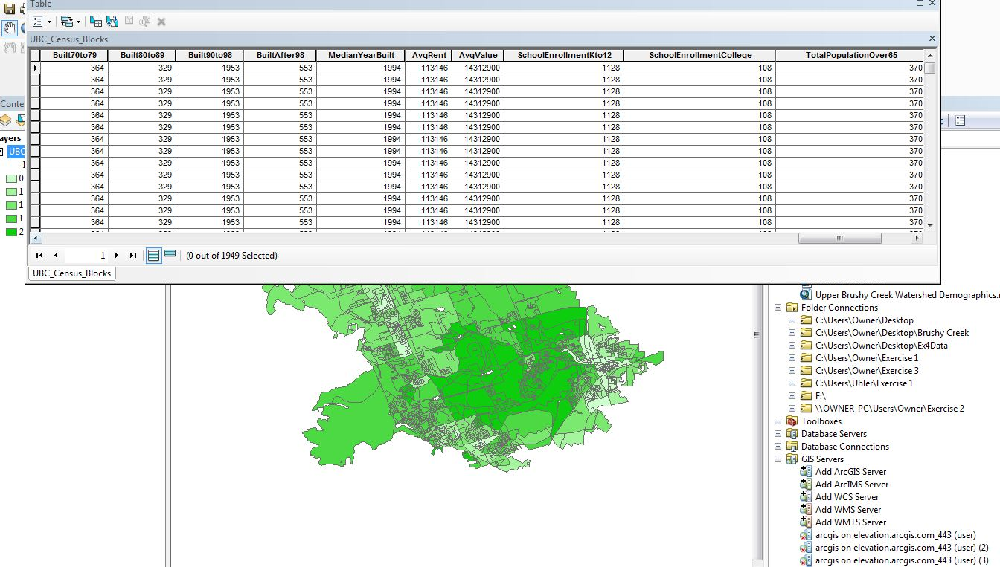 Table
UBC_Census_Blocks
Built70to79 Built80to89 Built90to98 BuiltAfter98 MedianYearBuilt AvgRent AvgValue SchoolEnrollmentKto12 SchoolEnrollmentCollege TotalPopulationOver65
364 329 1953 553 1994 113146 14312900 1128 108 370
364 329 1953 553 1994 113146 14312900 1128 108 370
364 329 1953 553 1994 113146 14312900 1128 108 370
364 329 1953 553 1994 113146 14312900 1128 108 370
364 329 1953 553 1994 113146 14312900 1128 108 370
364 329 1953 553 1994 113146 14312900 1128 108 370
364 329 1953 553 1994 113146 14312900 1128 108 370
364 329 1953 553 1994 113146 14312900 1128 108 370
364 329 1953 553 1994 113146 14312900 1128 108 370
364 329 1953 553 1994 113146 14312900 1128 108 370
364 329 1953 553 1994 113146 14312900 1128 108 370
364 329 1953 553 1994 113146 14312900 1128 108 370
364 329 1953 553 1994 113146 14312900 1128 108 370
364 329 1953 553 1994 113146 14312900 1128 108 370
1 (0 out of 1949 Selected)
UBC_Census_Blocks
Conte
ayers
UBC
0
1
1
1
2
Upper Brushy Creek Watershed Demographics.
Folder Connections
C:\Users\Owner\Desktop
C:\Users\Owner\Desktop\Brushy Creek
C:\Users\Owner\Desktop\Ex4Data
C:\Users\Owner\Exercise 1
C:\Users\Owner\Exercise 3
C:\Users\Uhler\Exercise 1
F:\
\\OWNER-PC\Users\Owner\Exercise 2
Toolboxes
Database Servers
Database Connections
GIS Servers
Add ArcGIS Server
Add ArcIMS Server
Add WCS Server
Add WMS Server
Add WMTS Server
arcgis on elevation.arcgis.com_443 (user)
arcgis on elevation.arcgis.com_443 (user) (2)
arcgis on elevation.arcgis.com_443 (user) (3)